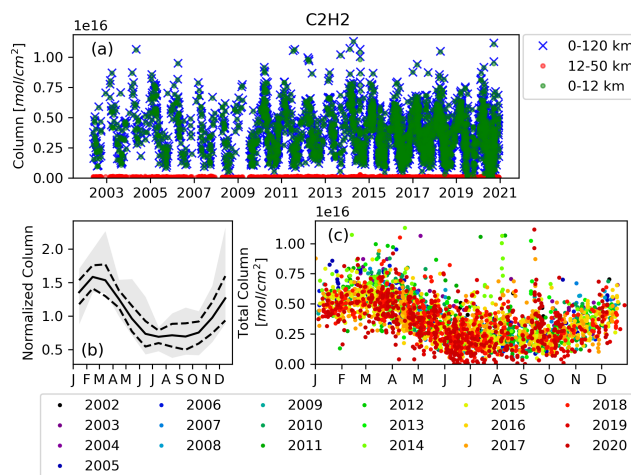 C2H2
1e16
(a)
Column [mol/cm²]
1.00
0.75
0.50
0.25
0.00
2003 2005 2007 2009 2011 2013 2015 2017 2019 2021
0-120 km
12-50 km
0-12 km
Normalized Column
2.0
1.5
1.0
0.5
(b)
J F M A M J J A S O N D
1e16
(c)
Total Column
[mol/cm²]
1.00
0.75
0.50
0.25
0.00
J F M A M J J A S O N D
2002 2006 2009 2012 2015 2018
2003 2007 2010 2013 2016 2019
2004 2008 2011 2014 2017 2020
2005